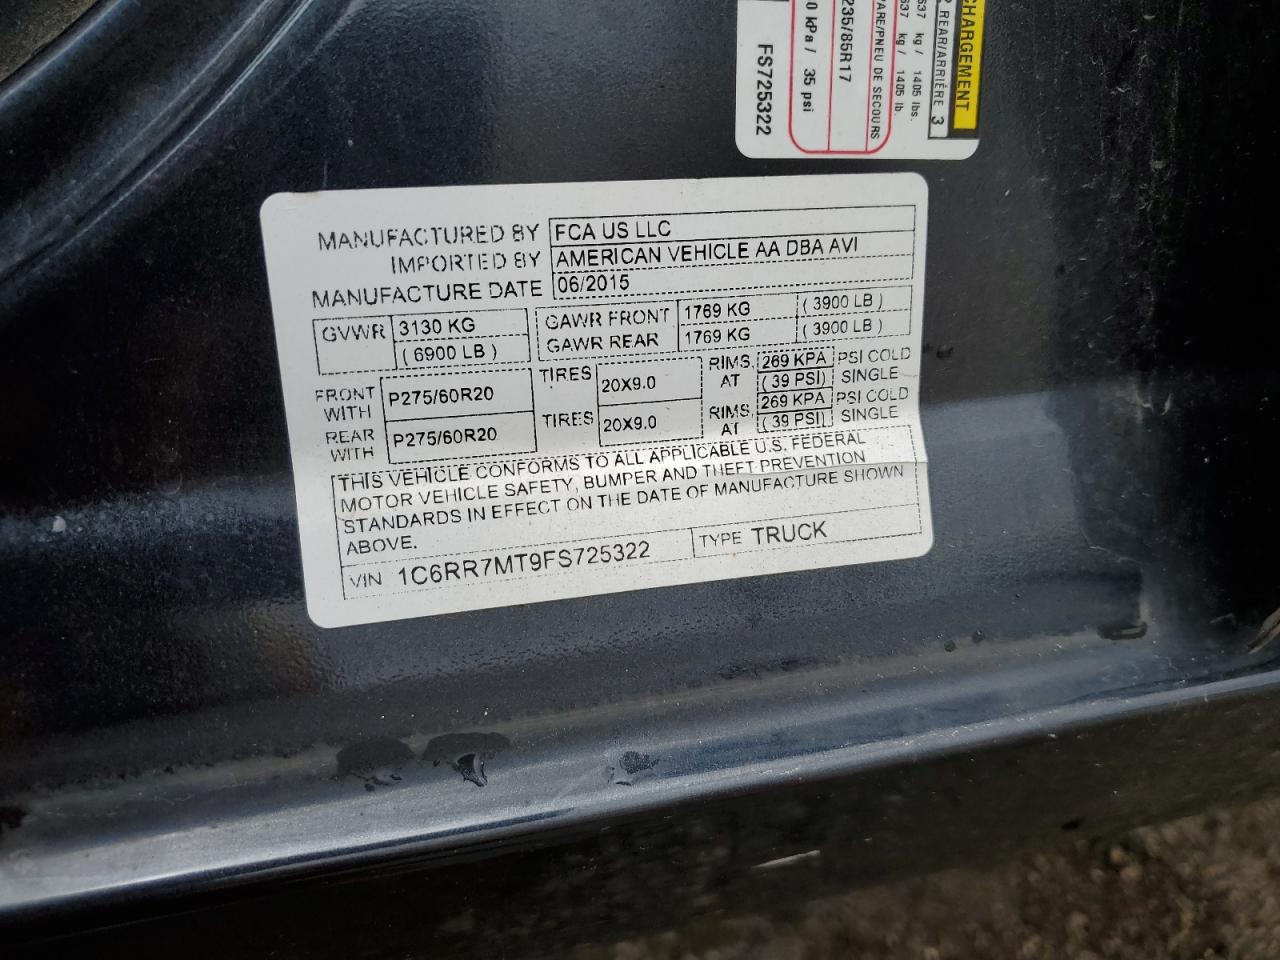 CHARGEMENT
REAR/ARRIÈRE 3
637 kg / 1405 lbs.
637 kg / 1405 lb.
PARE/PNEU DE SECOURS
235/85R17
0 kPa / 35 psi
FS725322
MANUFACTURED BY FCA US LLC
IMPORTED BY AMERICAN VEHICLE AA DBA AVI
MANUFACTURE DATE 06/2015
GVWR 3130 KG GAWR FRONT 1769 KG ( 3900 LB )
( 6900 LB ) GAWR REAR 1769 KG ( 3900 LB )
FRONT WITH P275/60R20 TIRES 20X9.0 RIMS, AT 269 KPA ( 39 PSI) PSI COLD SINGLE
REAR WITH P275/60R20 TIRES 20X9.0 RIMS, AT 269 KPA ( 39 PSI) PSI COLD SINGLE
THIS VEHICLE CONFORMS TO ALL APPLICABLE U.S. FEDERAL
MOTOR VEHICLE SAFETY, BUMPER AND THEFT PREVENTION
STANDARDS IN EFFECT ON THE DATE OF MANUFACTURE SHOWN
ABOVE.
VIN 1C6RR7MT9FS725322 TYPE TRUCK